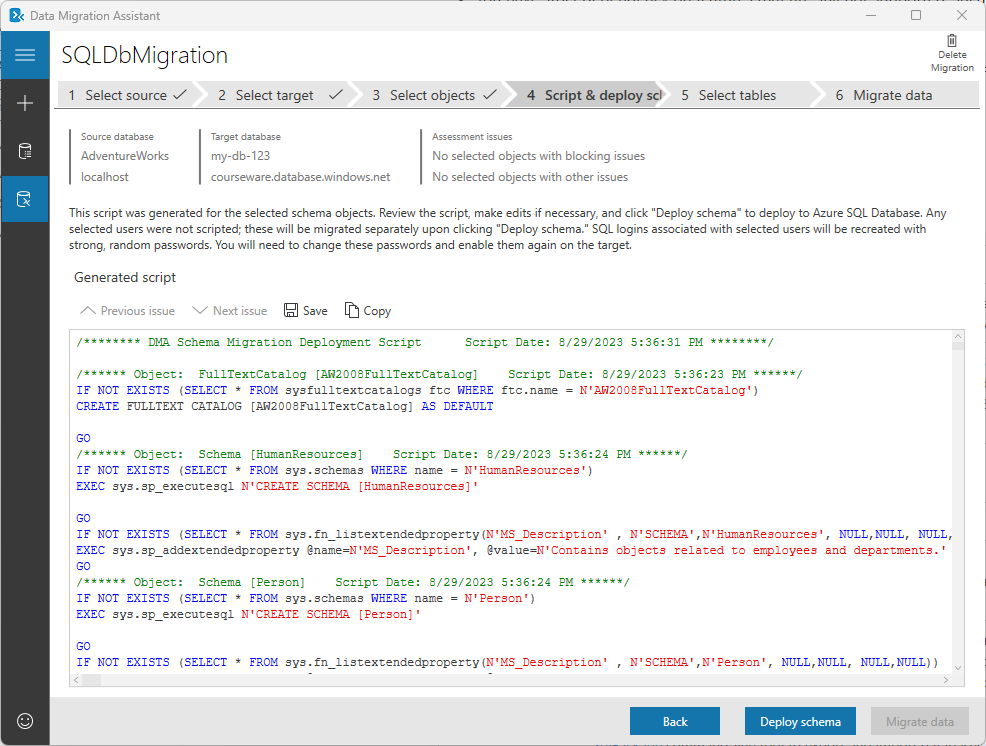 Data Migration Assistant
SQLDbMigration
Delete
Migration
1 Select source
2 Select target
3 Select objects
4 Script & deploy scl
5 Select tables
6 Migrate data
Source database
AdventureWorks
localhost
Target database
my-db-123
courseware.database.windows.net
Assessment issues
No selected objects with blocking issues
No selected objects with other issues
This script was generated for the selected schema objects. Review the script, make edits if necessary, and click "Deploy schema" to deploy to Azure SQL Database. Any
selected users were not scripted; these will be migrated separately upon clicking "Deploy schema." SQL logins associated with selected users will be recreated with
strong, random passwords. You will need to change these passwords and enable them again on the target.
Generated script
Previous issue
Next issue
Save
Copy
/******** DMA Schema Migration Deployment Script      Script Date: 8/29/2023 5:36:31 PM ********/
/****** Object:  FullTextCatalog [AW2008FullTextCatalog]    Script Date: 8/29/2023 5:36:23 PM ******/
IF NOT EXISTS (SELECT * FROM sysfulltextcatalogs ftc WHERE ftc.name = N'AW2008FullTextCatalog')
CREATE FULLTEXT CATALOG [AW2008FullTextCatalog] AS DEFAULT
GO
/****** Object:  Schema [HumanResources]    Script Date: 8/29/2023 5:36:24 PM ******/
IF NOT EXISTS (SELECT * FROM sys.schemas WHERE name = N'HumanResources')
EXEC sys.sp_executesql N'CREATE SCHEMA [HumanResources]'
GO
IF NOT EXISTS (SELECT * FROM sys.fn_listextendedproperty(N'MS_Description' , N'SCHEMA',N'HumanResources', NULL,NULL, NULL,
EXEC sys.sp_addextendedproperty @name=N'MS_Description', @value=N'Contains objects related to employees and departments.'
GO
/****** Object:  Schema [Person]    Script Date: 8/29/2023 5:36:24 PM ******/
IF NOT EXISTS (SELECT * FROM sys.schemas WHERE name = N'Person')
EXEC sys.sp_executesql N'CREATE SCHEMA [Person]'
GO
IF NOT EXISTS (SELECT * FROM sys.fn_listextendedproperty(N'MS_Description' , N'SCHEMA',N'Person', NULL,NULL, NULL,NULL))
Back
Deploy schema
Migrate data